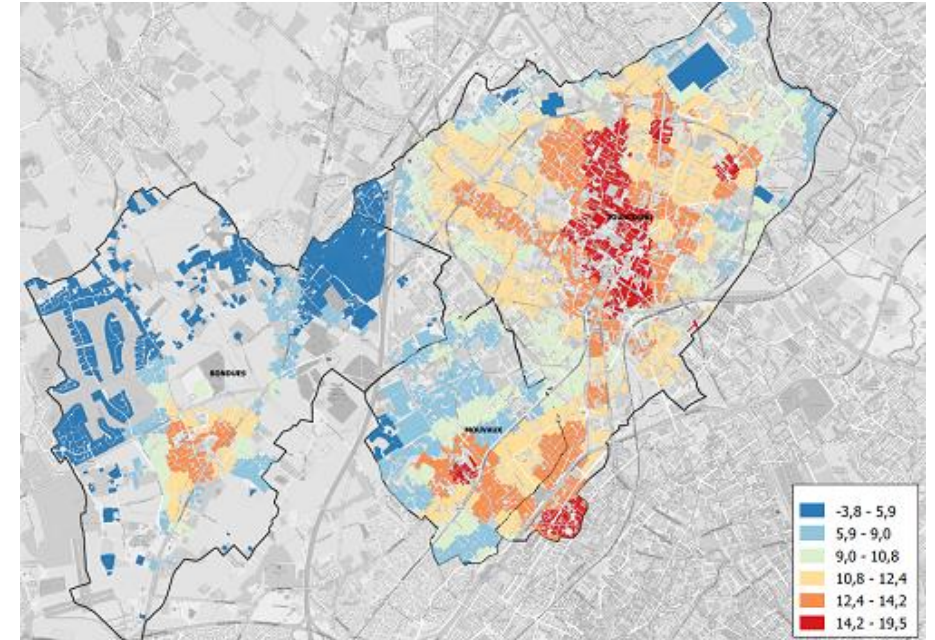 TOURCOING
BONDUES
MOUVAUX
-3,8 - 5,9
5,9 - 9,0
9,0 - 10,8
10,8 - 12,4
12,4 - 14,2
14,2 - 19,5